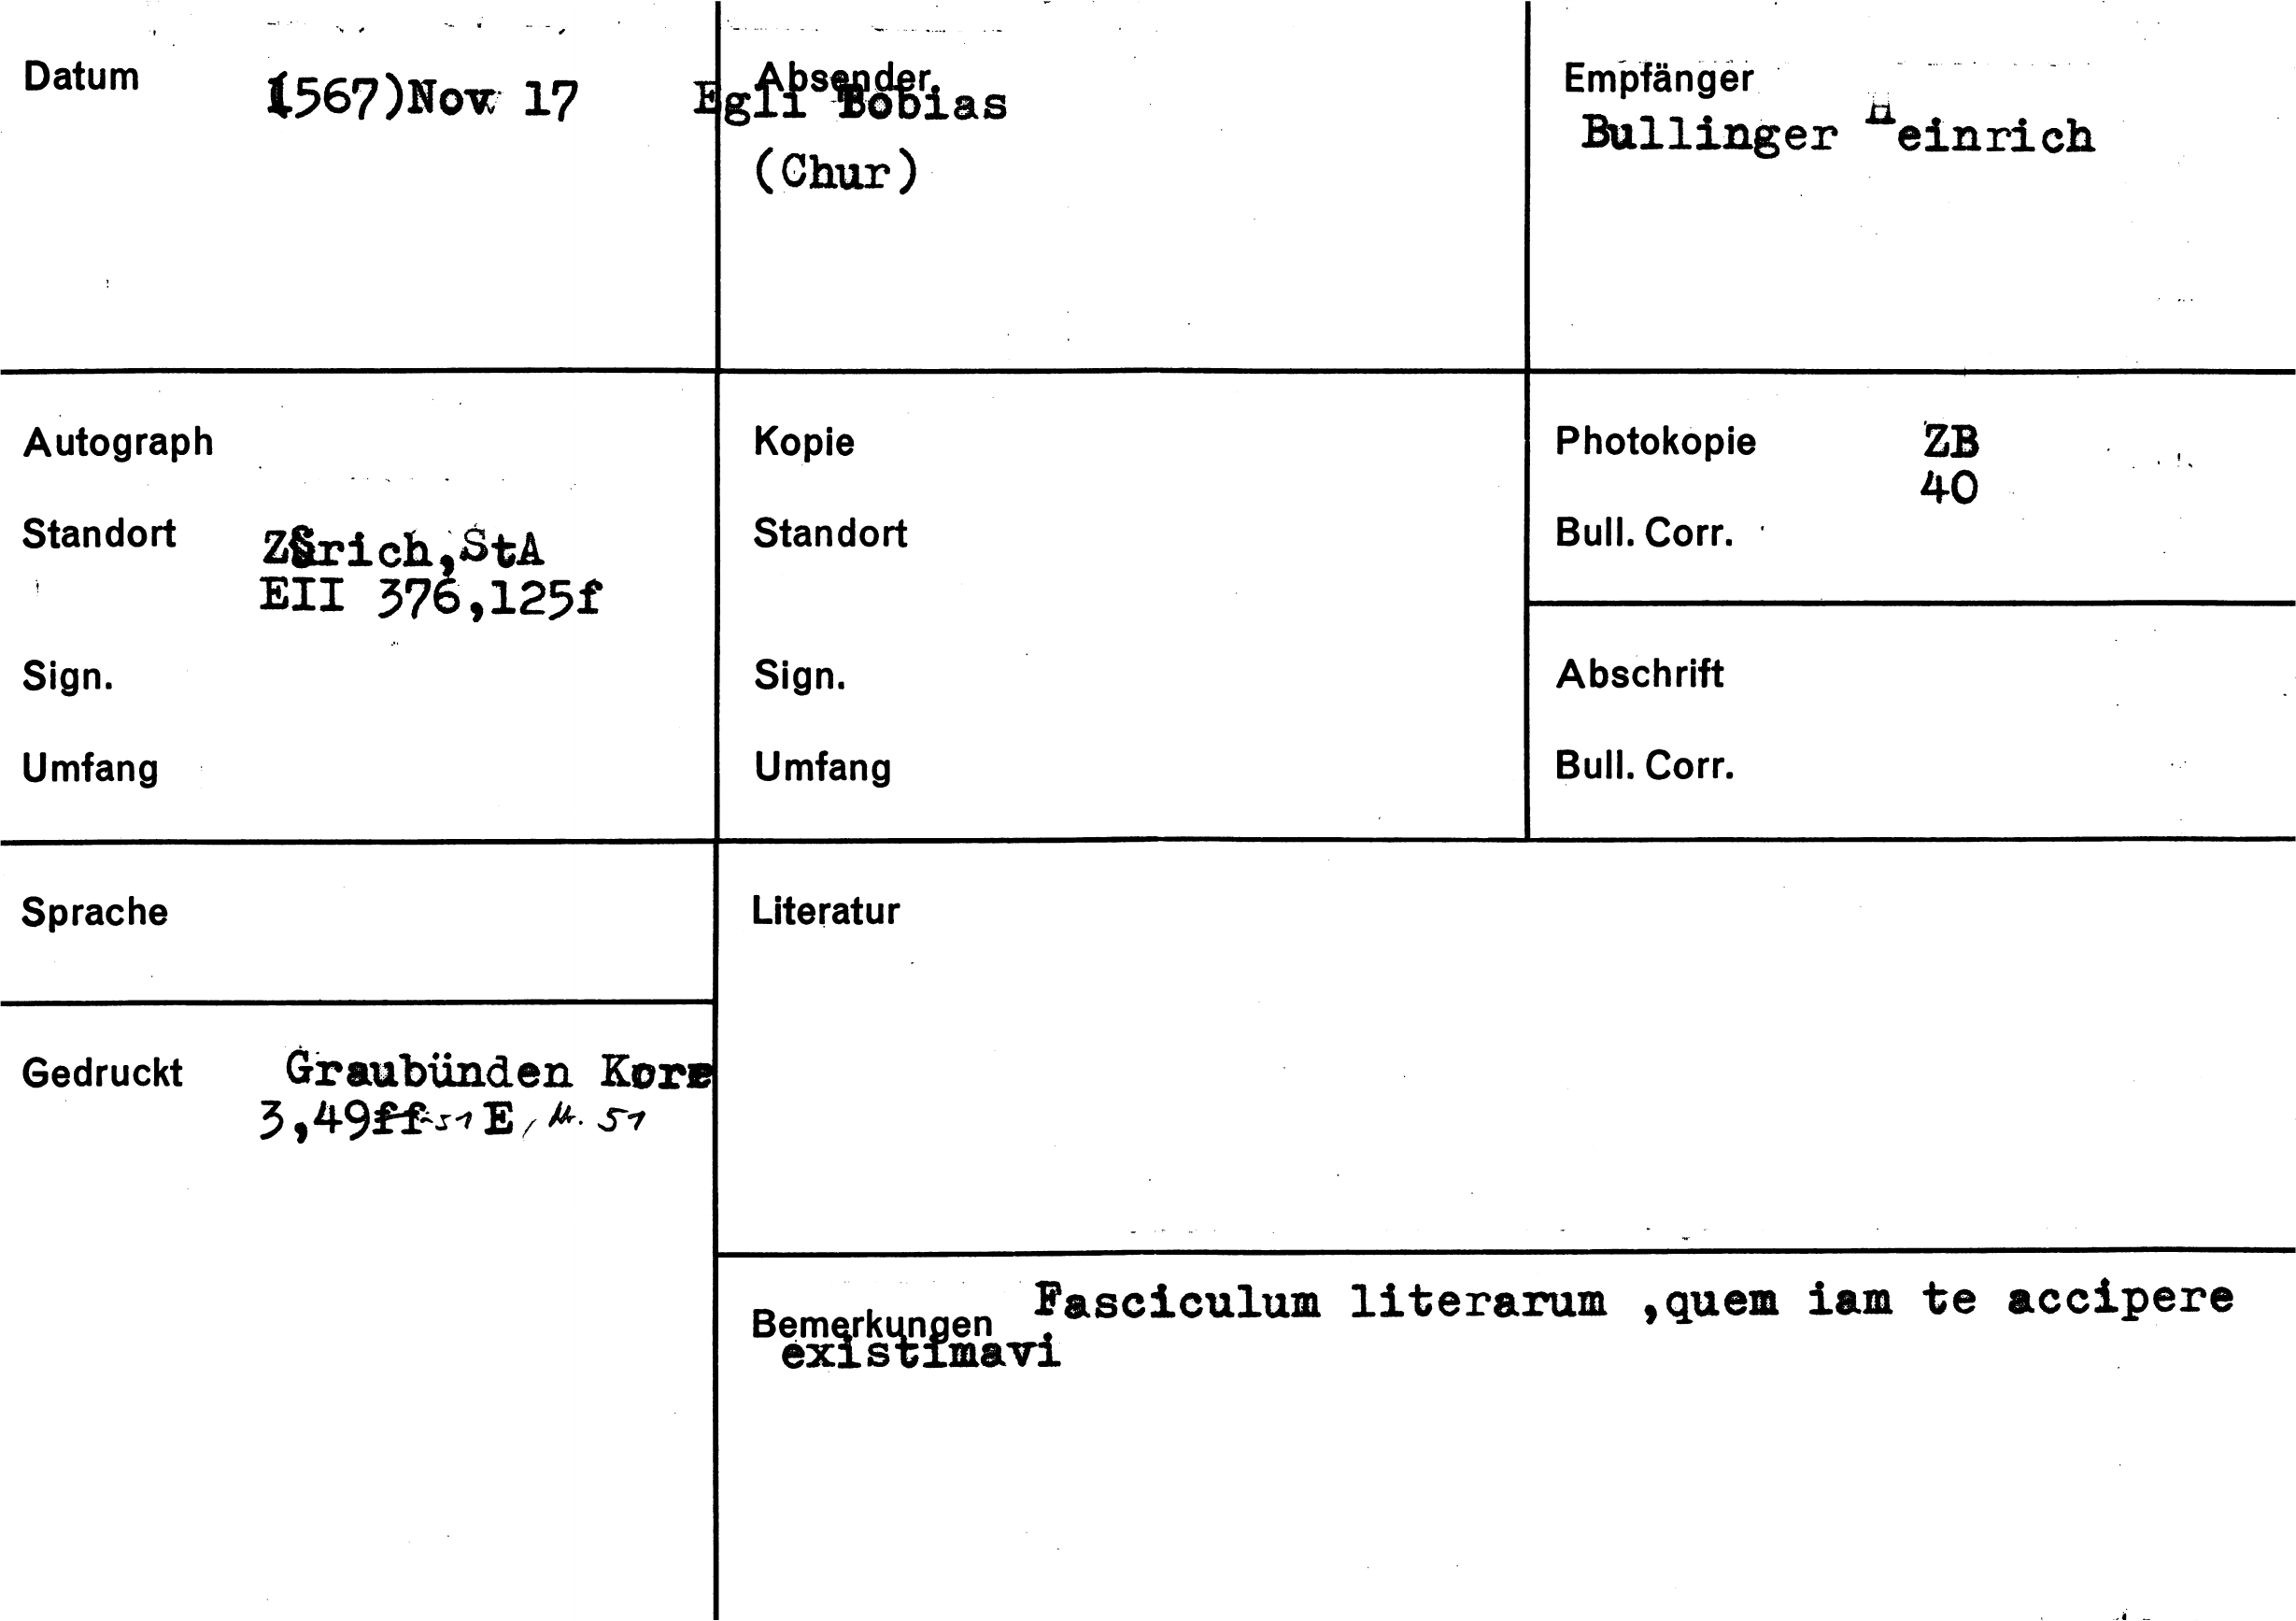 Datum (1567)Nov 17
Absender
Egli Tobias
(Chur)
Empfänger
Bullinger Heinrich
Autograph
Standort Zürich,StA
EII 376,125f
Sign.
Umfang
Kopie
Standort
Sign.
Umfang
Photokopie ZB
40
Bull. Corr.
Abschrift
Bull. Corr.
Sprache
Literatur
Gedruckt Graubünden Korr
3,49ff-51 E, Nr. 51
Bemerkungen Fasciculum literarum ,quem iam te accipere
existimavi